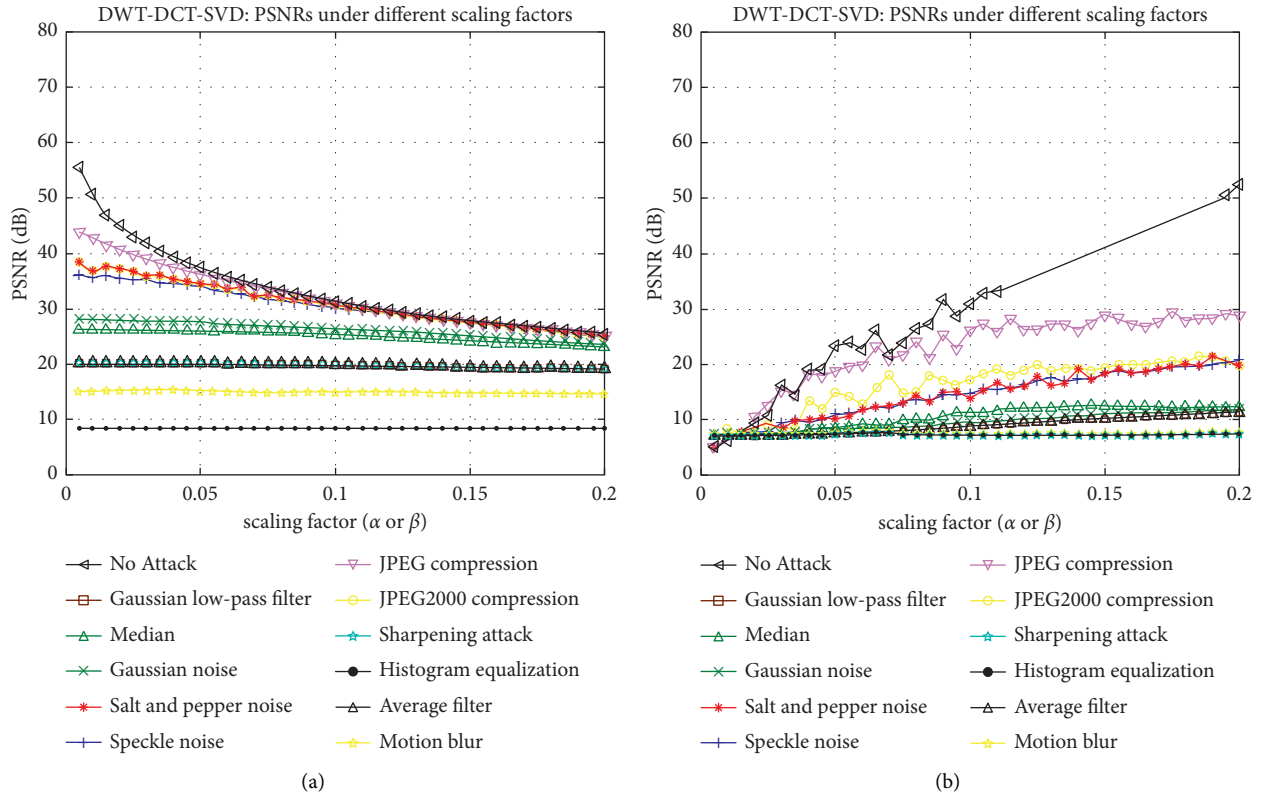 DWT-DCT-SVD: PSNRs under different scaling factors
80
70
60
50
40
30
20
10
0
PSNR (dB)
0 0.05 0.1 0.15 0.2
scaling factor (α or β)
No Attack
Gaussian low-pass filter
Median
Gaussian noise
Salt and pepper noise
Speckle noise
JPEG compression
JPEG2000 compression
Sharpening attack
Histogram equalization
Average filter
Motion blur
(a)
DWT-DCT-SVD: PSNRs under different scaling factors
80
70
60
50
40
30
20
10
0
PSNR (dB)
0 0.05 0.1 0.15 0.2
scaling factor (α or β)
No Attack
Gaussian low-pass filter
Median
Gaussian noise
Salt and pepper noise
Speckle noise
JPEG compression
JPEG2000 compression
Sharpening attack
Histogram equalization
Average filter
Motion blur
(b)